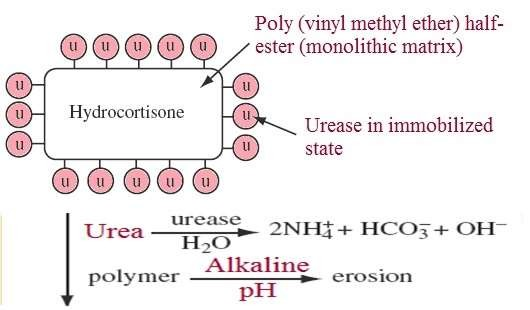 Poly (vinyl methyl ether) half-
ester (monolithic matrix)
u u u u u
u u
Hydrocortisone
u u
Urease in immobilized
state
u u
u u u u u
Urea urease H₂O 2NH₄⁺ + HCO₃⁻ + OH⁻
polymer Alkaline pH erosion